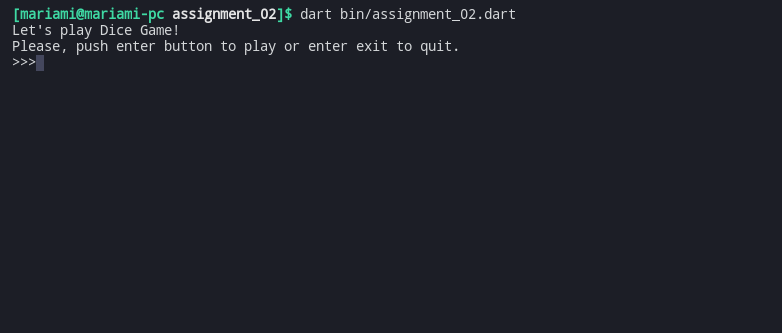 [mariami@mariami-pc assignment_02]$ dart bin/assignment_02.dart
Let's play Dice Game!
Please, push enter button to play or enter exit to quit.
>>>